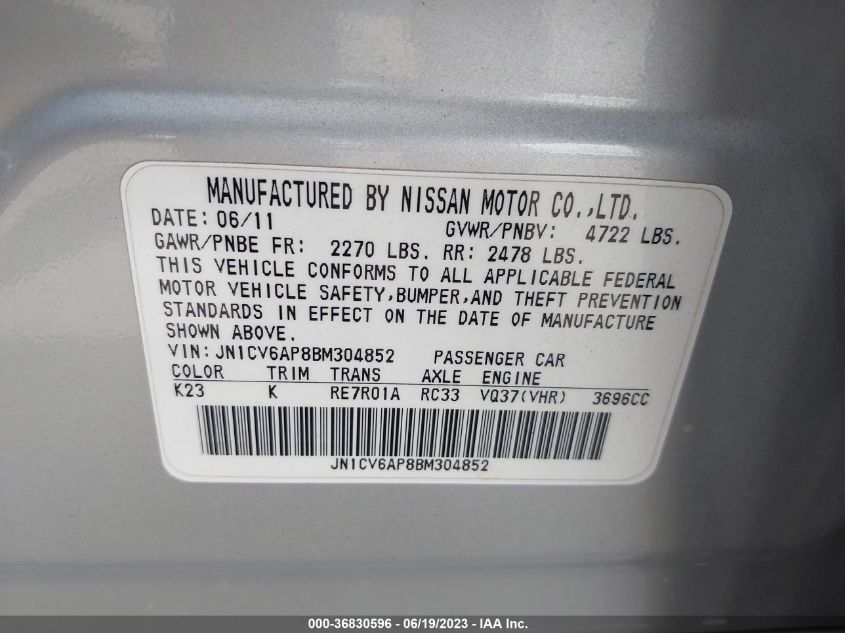 MANUFACTURED BY NISSAN MOTOR CO.,LTD.
DATE: 06/11 GVWR/PNBV: 4722 LBS.
GAWR/PNBE FR: 2270 LBS. RR: 2478 LBS.
THIS VEHICLE CONFORMS TO ALL APPLICABLE FEDERAL
MOTOR VEHICLE SAFETY,BUMPER,AND THEFT PREVENTION
STANDARDS IN EFFECT ON THE DATE OF MANUFACTURE
SHOWN ABOVE.
VIN:JN1CV6AP8BM304852 PASSENGER CAR
COLOR TRIM TRANS AXLE ENGINE
K23 K RE7R01A RC33 VQ37(VHR) 3696CC
JN1CV6AP8BM304852
000-36830596 - 06/19/2023 - IAA Inc.